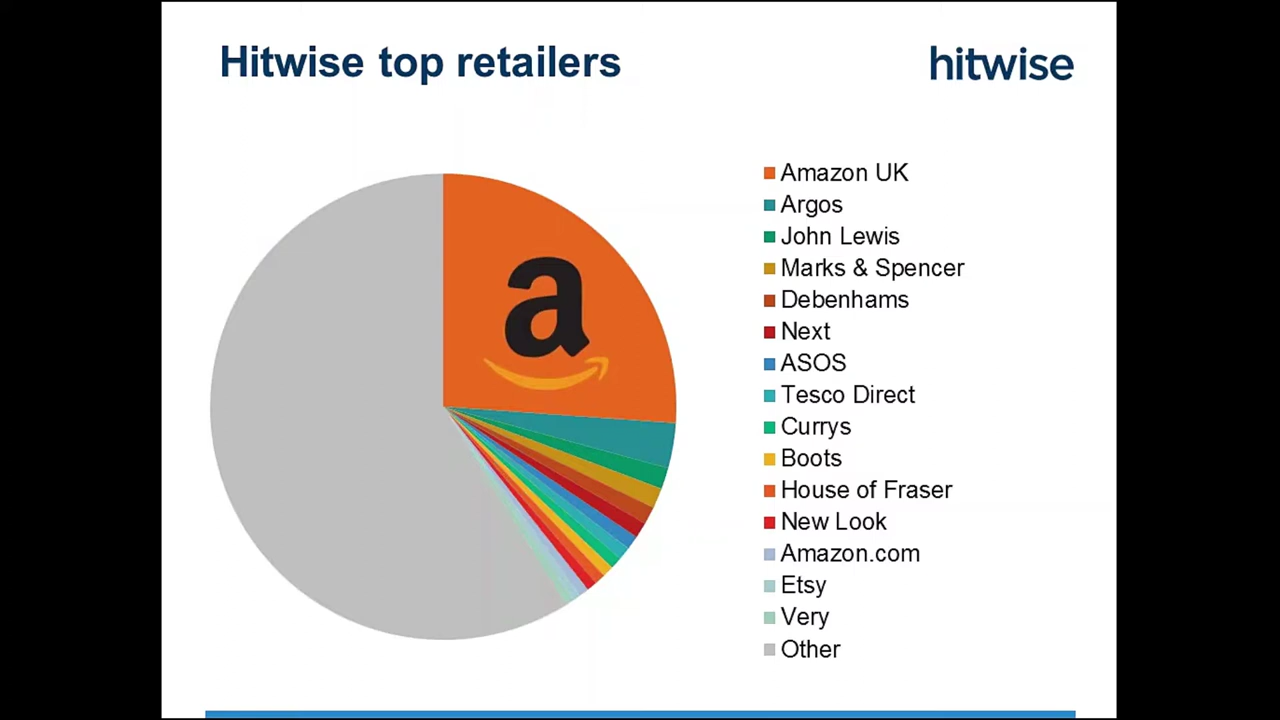 Hitwise top retailers
hitwise
a
Amazon UK
Argos
John Lewis
Marks & Spencer
Debenhams
Next
ASOS
Tesco Direct
Currys
Boots
House of Fraser
New Look
Amazon.com
Etsy
Very
Other